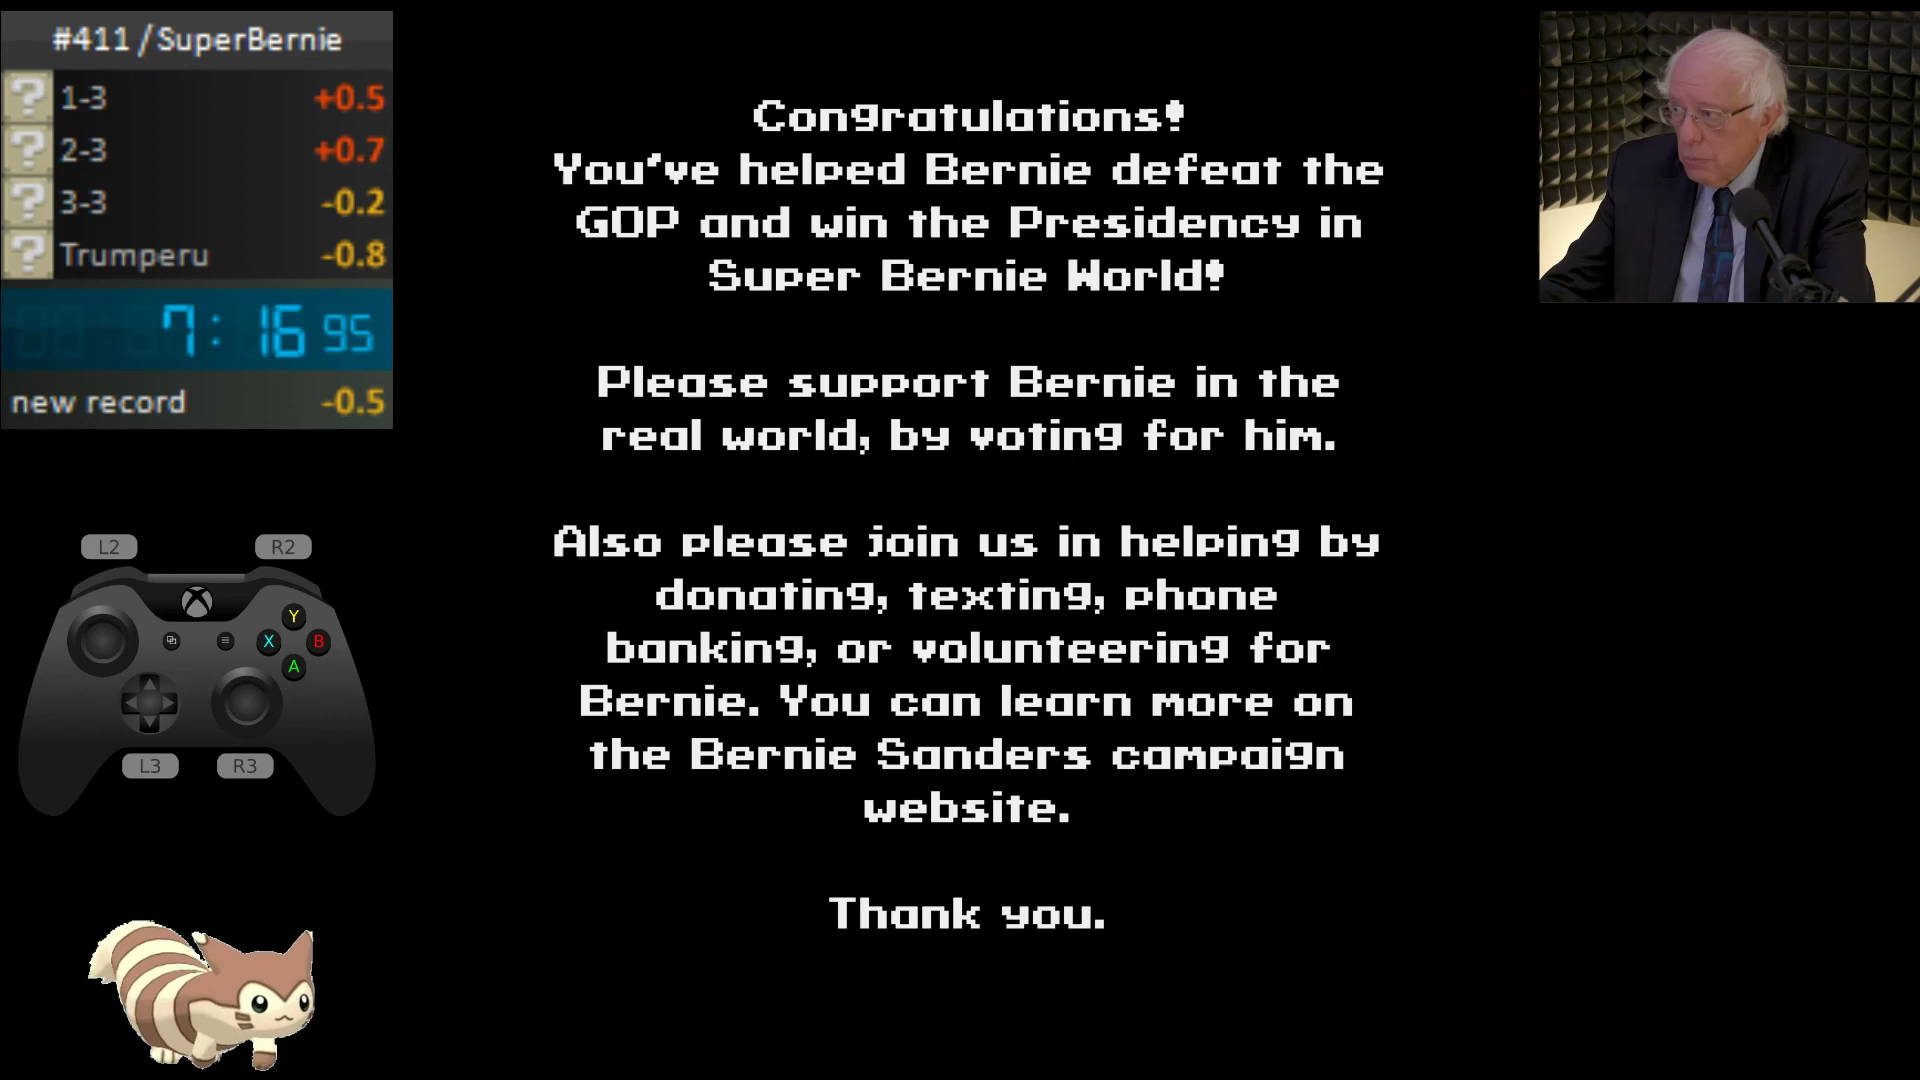 #411 / SuperBernie
1-3 +0.5
2-3 +0.7
3-3 -0.2
Trumperu -0.8
7:16 95
new record -0.5
Congratulations!
You've helped Bernie defeat the
GOP and win the Presidency in
Super Bernie World!
Please support Bernie in the
real world, by voting for him.
Also please join us in helping by
donating, texting, phone
banking, or volunteering for
Bernie. You can learn more on
the Bernie Sanders campaign
website.
Thank you.
L2 R2
Y
X B
A
L3 R3